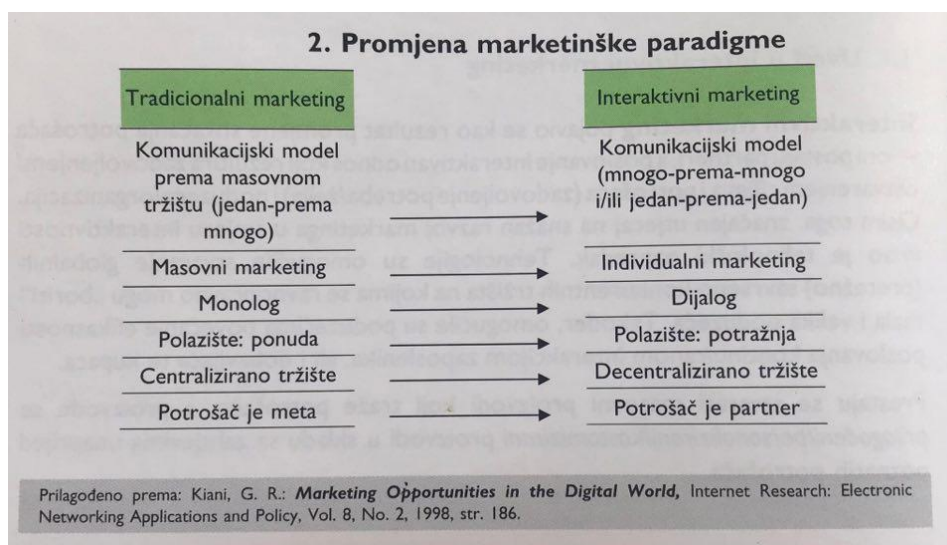 2. Promjena marketinške paradigme
Tradicionalni marketing
Interaktivni marketing
Komunikacijski model
prema masovnom
tržištu (jedan-prema
mnogo)
Komunikacijski model
(mnogo-prema-mnogo
i/ili jedan-prema-jedan)
Masovni marketing
Individualni marketing
Monolog
Dijalog
Polazište: ponuda
Polazište: potražnja
Centralizirano tržište
Decentralizirano tržište
Potrošač je meta
Potrošač je partner
Prilagođeno prema: Kiani, G. R.: Marketing Opportunities in the Digital World, Internet Research: Electronic
Networking Applications and Policy, Vol. 8, No. 2, 1998, str. 186.